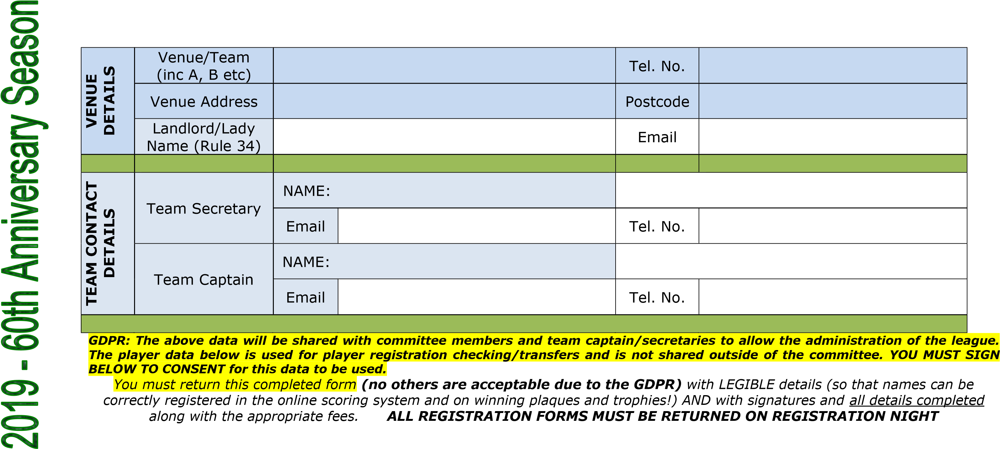 2019 - 60th Anniversary Season
VENUE
DETAILS
Venue/Team
(inc A, B etc)
Tel. No.
Venue Address
Postcode
Landlord/Lady
Name (Rule 34)
Email
TEAM CONTACT
DETAILS
Team Secretary
NAME:
Email
Tel. No.
Team Captain
NAME:
Email
Tel. No.
GDPR: The above data will be shared with committee members and team captain/secretaries to allow the administration of the league.
The player data below is used for player registration checking/transfers and is not shared outside of the committee. YOU MUST SIGN
BELOW TO CONSENT for this data to be used.
You must return this completed form (no others are acceptable due to the GDPR) with LEGIBLE details (so that names can be
correctly registered in the online scoring system and on winning plaques and trophies!) AND with signatures and all details completed
along with the appropriate fees. ALL REGISTRATION FORMS MUST BE RETURNED ON REGISTRATION NIGHT